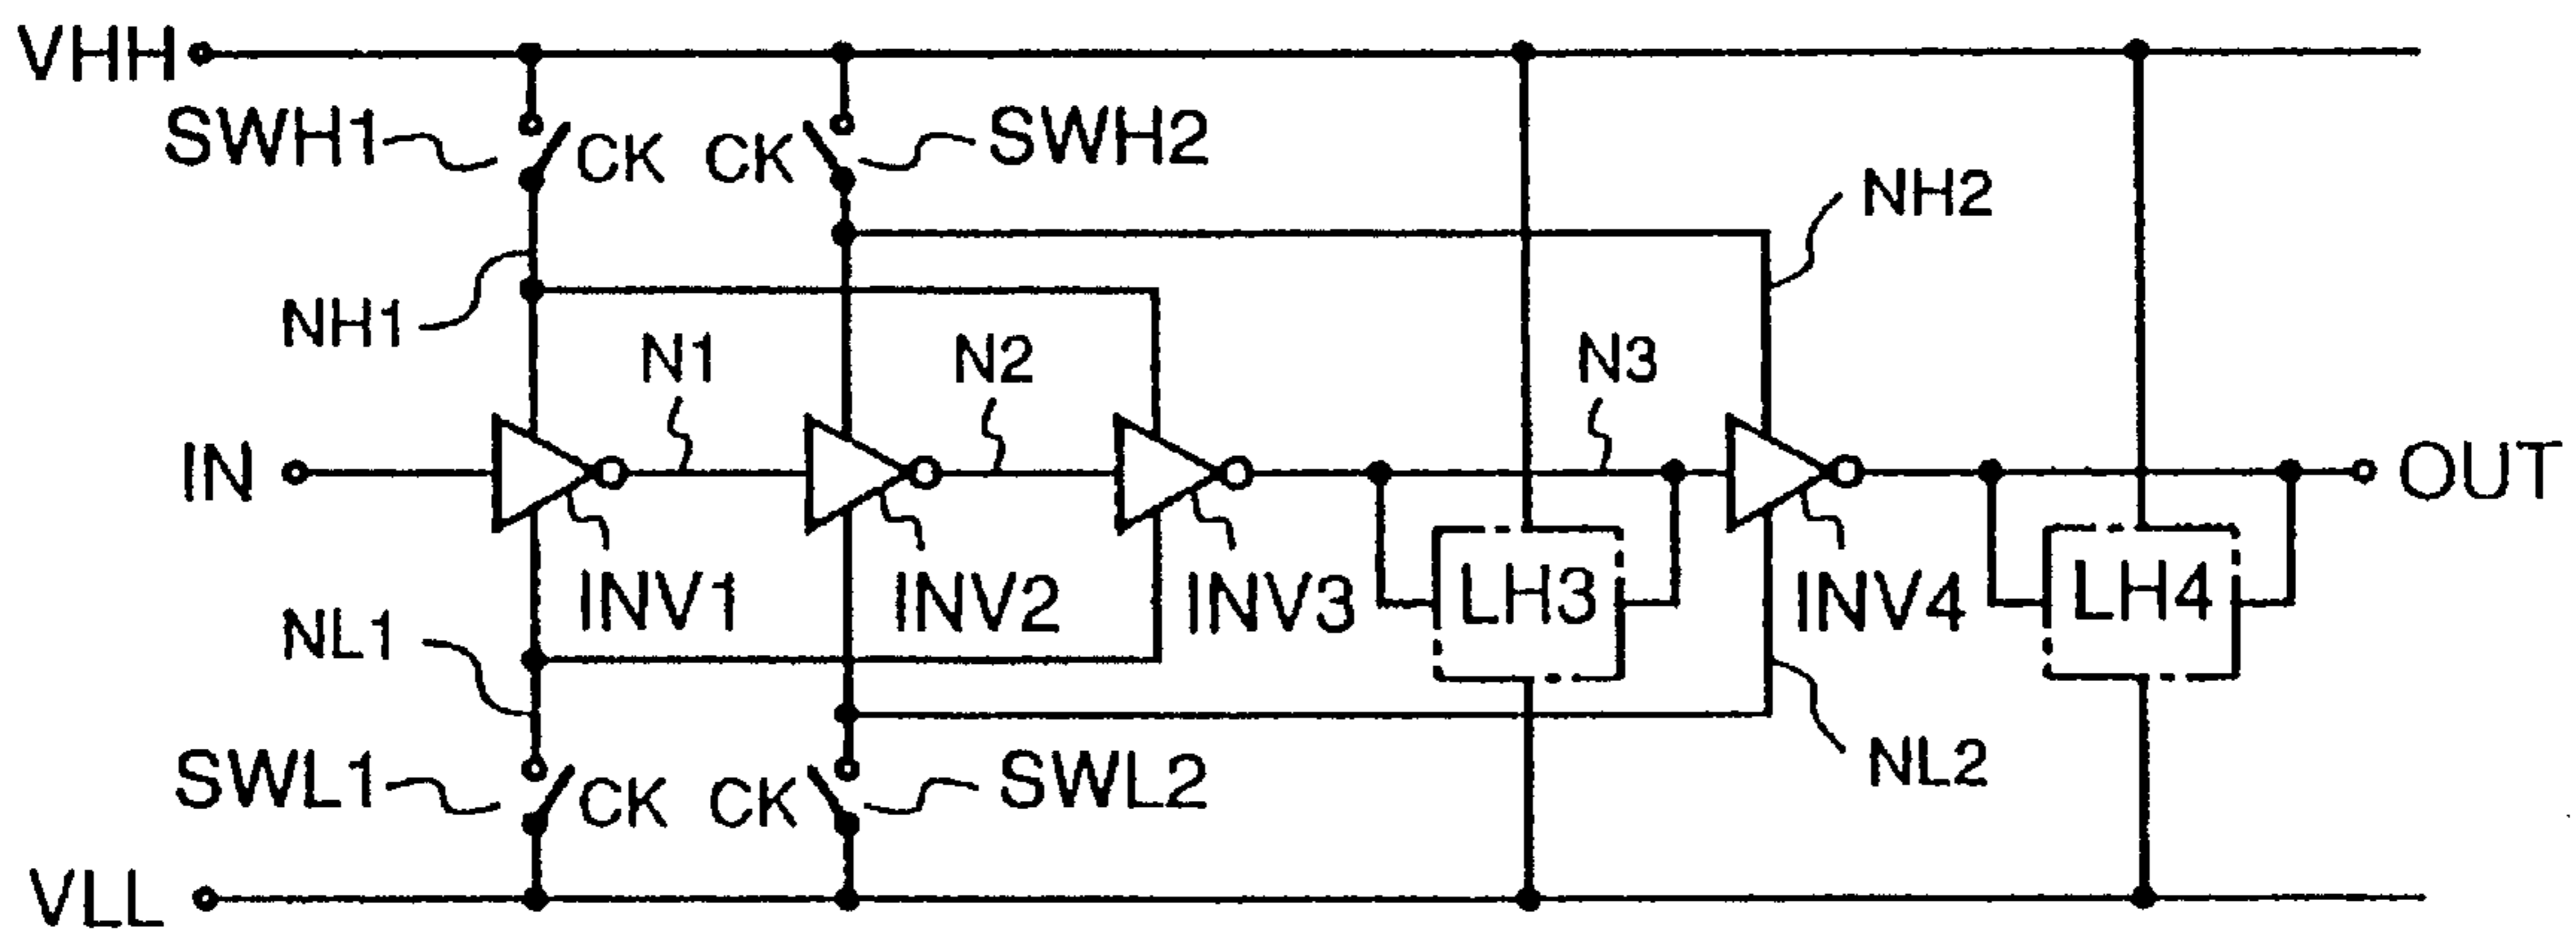 VHH
SWH1 CK CK SWH2
NH2
NH1 N1 N2 N3
IN OUT
INV1 INV2 INV3 LH3 INV4 LH4
NL1
SWL1 CK CK SWL2 NL2
VLL